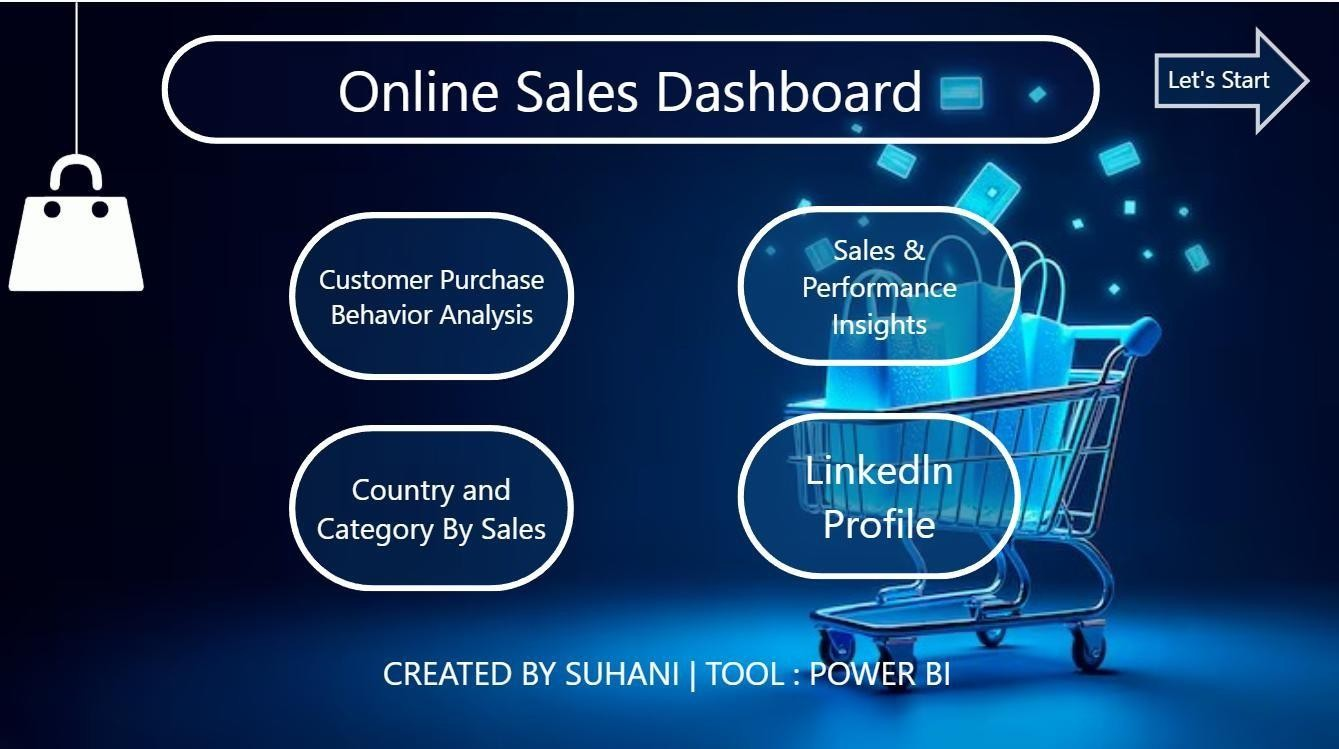 Online Sales Dashboard
Let's Start
Customer Purchase
Behavior Analysis
Sales &
Performance
Insights
Country and
Category By Sales
LinkedIn
Profile
CREATED BY SUHANI | TOOL : POWER BI